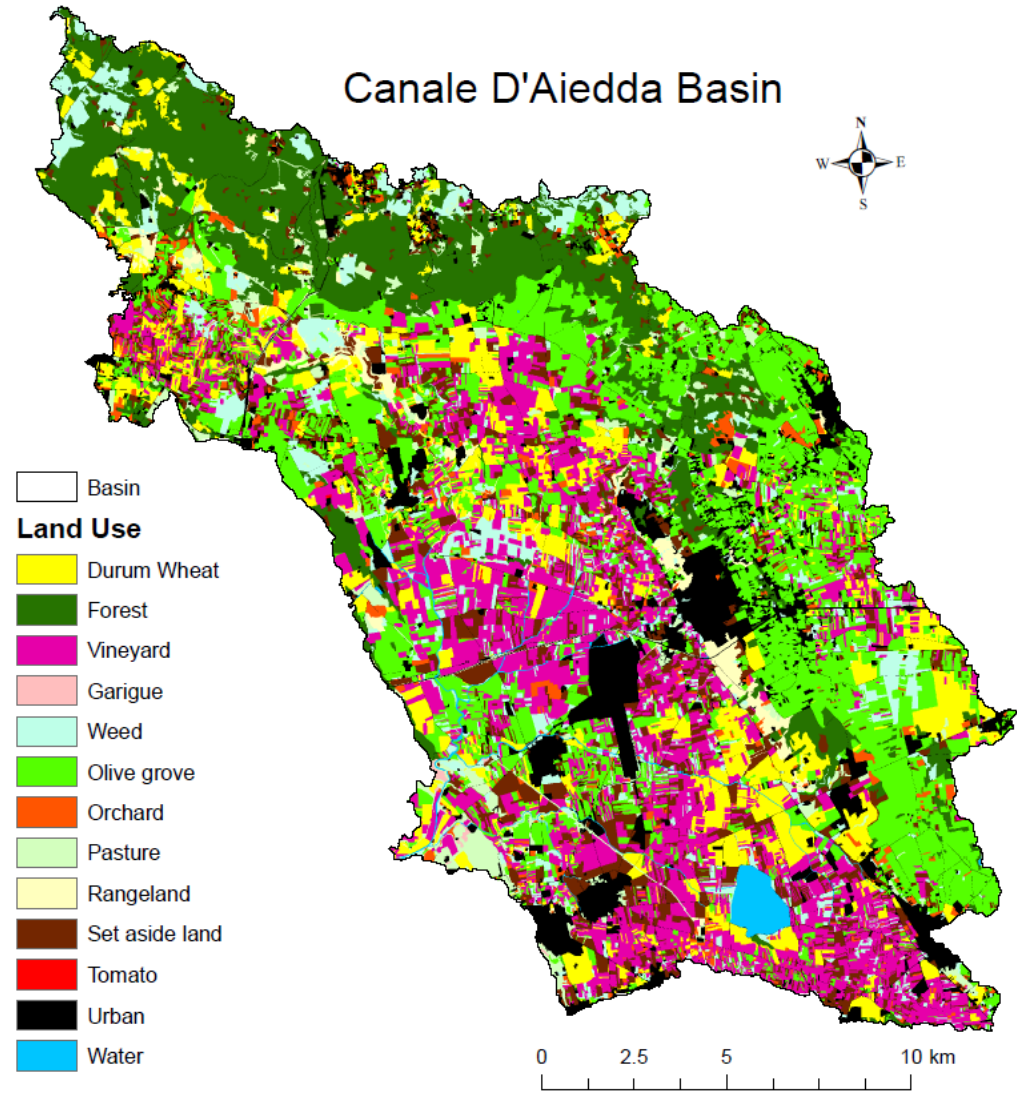 Canale D'Aiedda Basin
N
W E
S
Basin
Land Use
Durum Wheat
Forest
Vineyard
Garigue
Weed
Olive grove
Orchard
Pasture
Rangeland
Set aside land
Tomato
Urban
Water
0 2.5 5 10 km